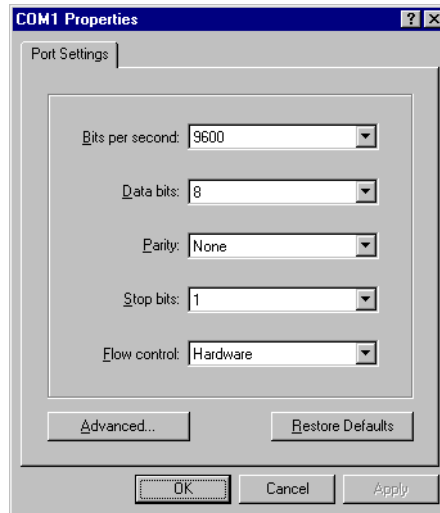 COM1 Properties
Port Settings
Bits per second: 9600
Data bits: 8
Parity: None
Stop bits: 1
Flow control: Hardware
Advanced... Restore Defaults
OK Cancel Apply